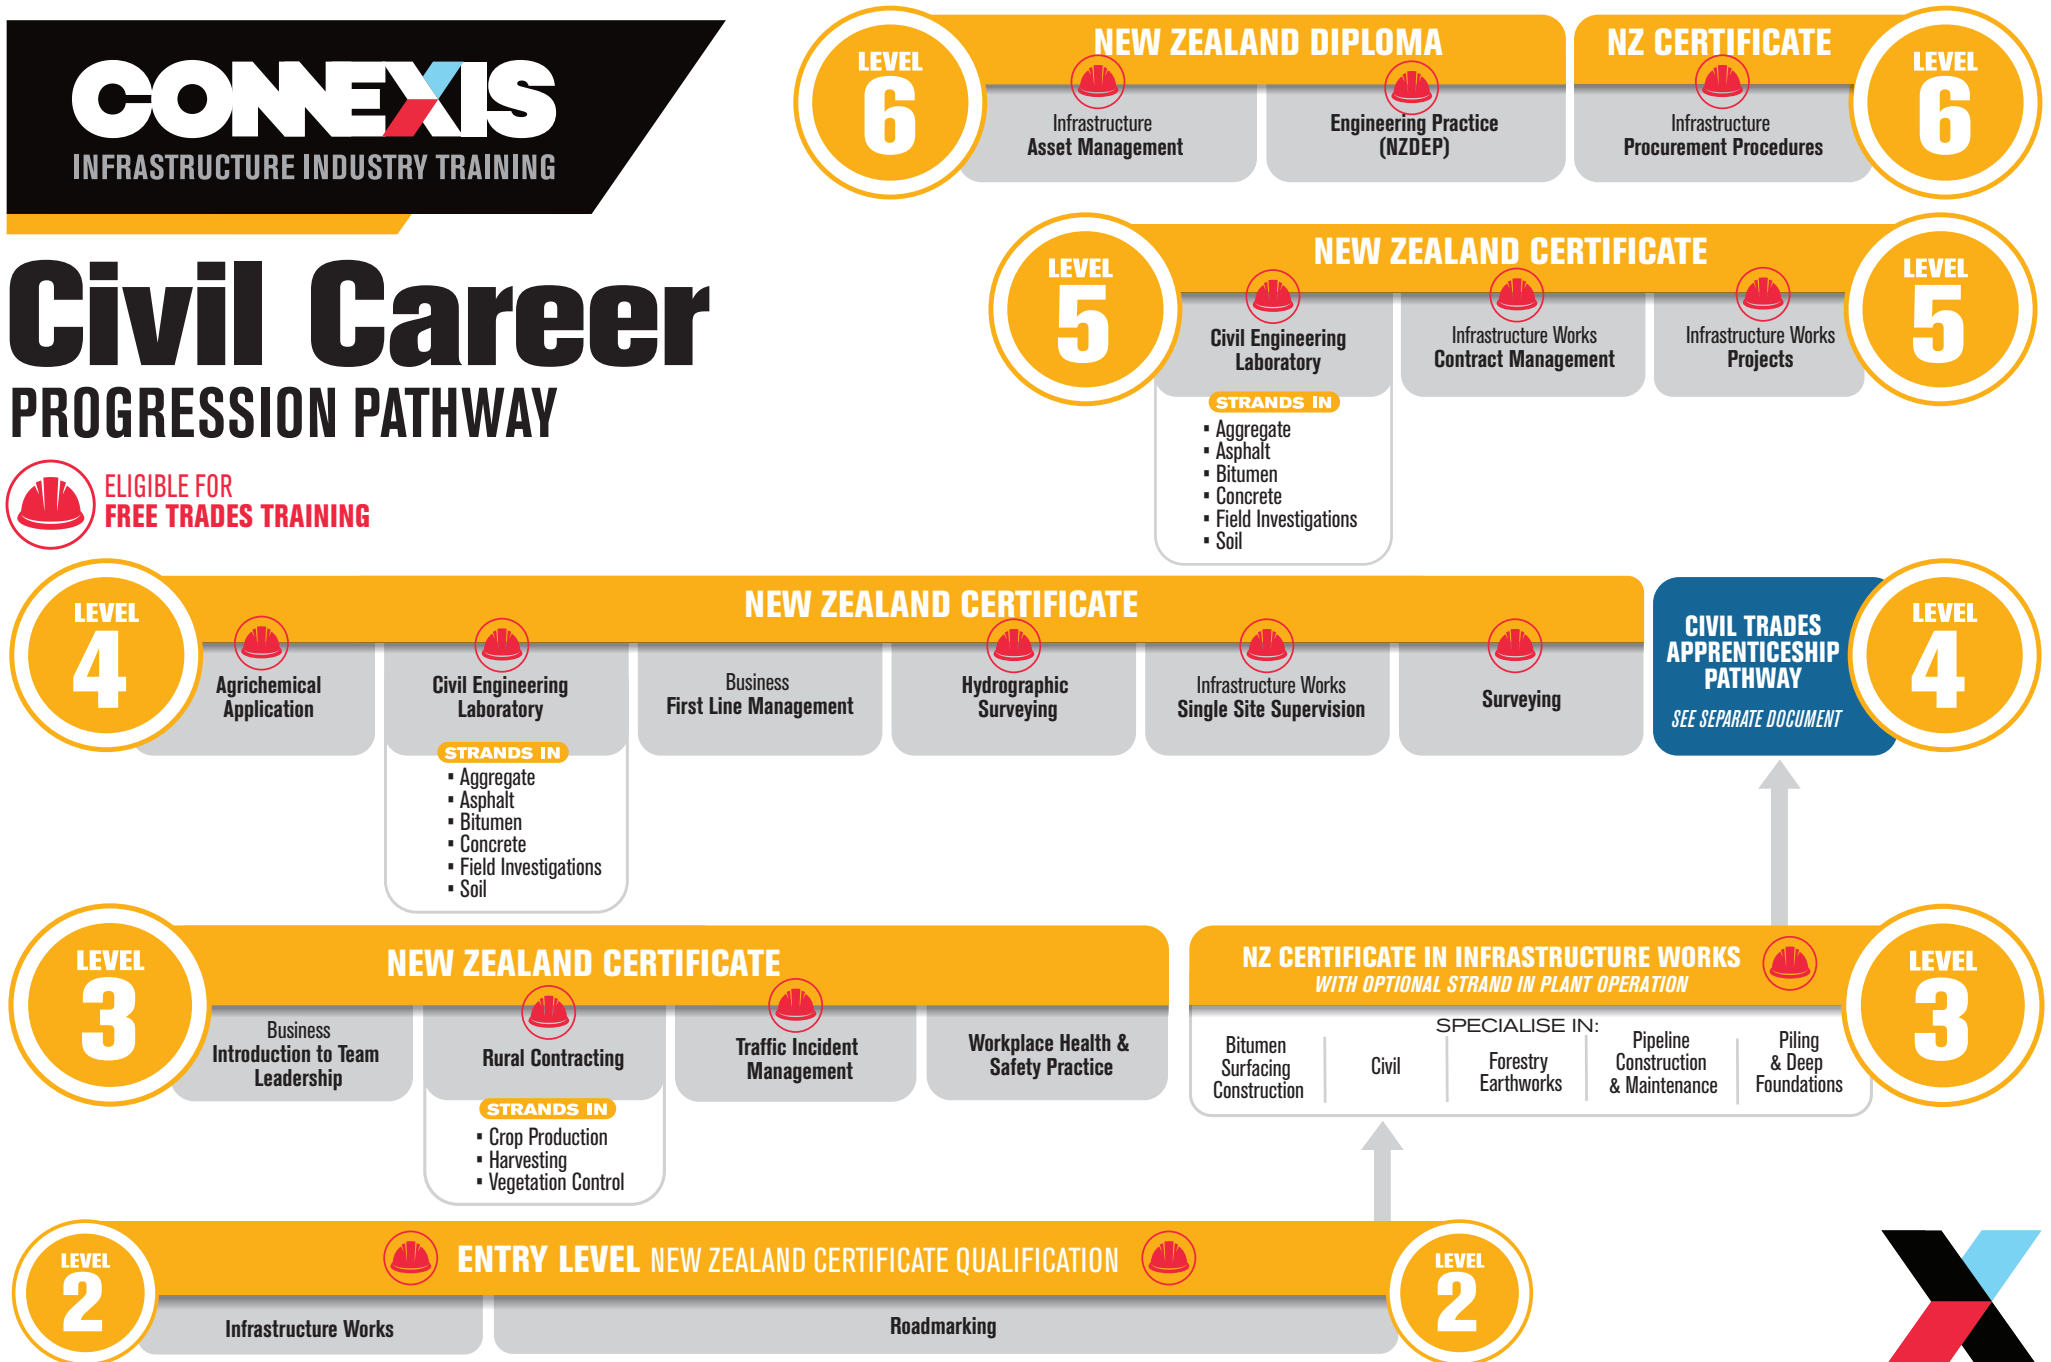 CONNEXIS
INFRASTRUCTURE INDUSTRY TRAINING
Civil Career
PROGRESSION PATHWAY
ELIGIBLE FOR
FREE TRADES TRAINING
LEVEL
6
NEW ZEALAND DIPLOMA
Infrastructure
Asset Management
Engineering Practice
(NZDEP)
NZ CERTIFICATE
Infrastructure
Procurement Procedures
LEVEL
6
LEVEL
5
NEW ZEALAND CERTIFICATE
Civil Engineering
Laboratory
STRANDS IN
▪ Aggregate
▪ Asphalt
▪ Bitumen
▪ Concrete
▪ Field Investigations
▪ Soil
Infrastructure Works
Contract Management
Infrastructure Works
Projects
LEVEL
5
LEVEL
4
NEW ZEALAND CERTIFICATE
Agrichemical
Application
Civil Engineering
Laboratory
STRANDS IN
▪ Aggregate
▪ Asphalt
▪ Bitumen
▪ Concrete
▪ Field Investigations
▪ Soil
Business
First Line Management
Hydrographic
Surveying
Infrastructure Works
Single Site Supervision
Surveying
CIVIL TRADES
APPRENTICESHIP
PATHWAY
SEE SEPARATE DOCUMENT
LEVEL
4
LEVEL
3
NEW ZEALAND CERTIFICATE
Business
Introduction to Team
Leadership
Rural Contracting
STRANDS IN
▪ Crop Production
▪ Harvesting
▪ Vegetation Control
Traffic Incident
Management
Workplace Health &
Safety Practice
NZ CERTIFICATE IN INFRASTRUCTURE WORKS
WITH OPTIONAL STRAND IN PLANT OPERATION
SPECIALISE IN:
Bitumen
Surfacing
Construction
Civil
Forestry
Earthworks
Pipeline
Construction
& Maintenance
Piling
& Deep
Foundations
LEVEL
3
LEVEL
2
ENTRY LEVEL NEW ZEALAND CERTIFICATE QUALIFICATION
Infrastructure Works
Roadmarking
LEVEL
2